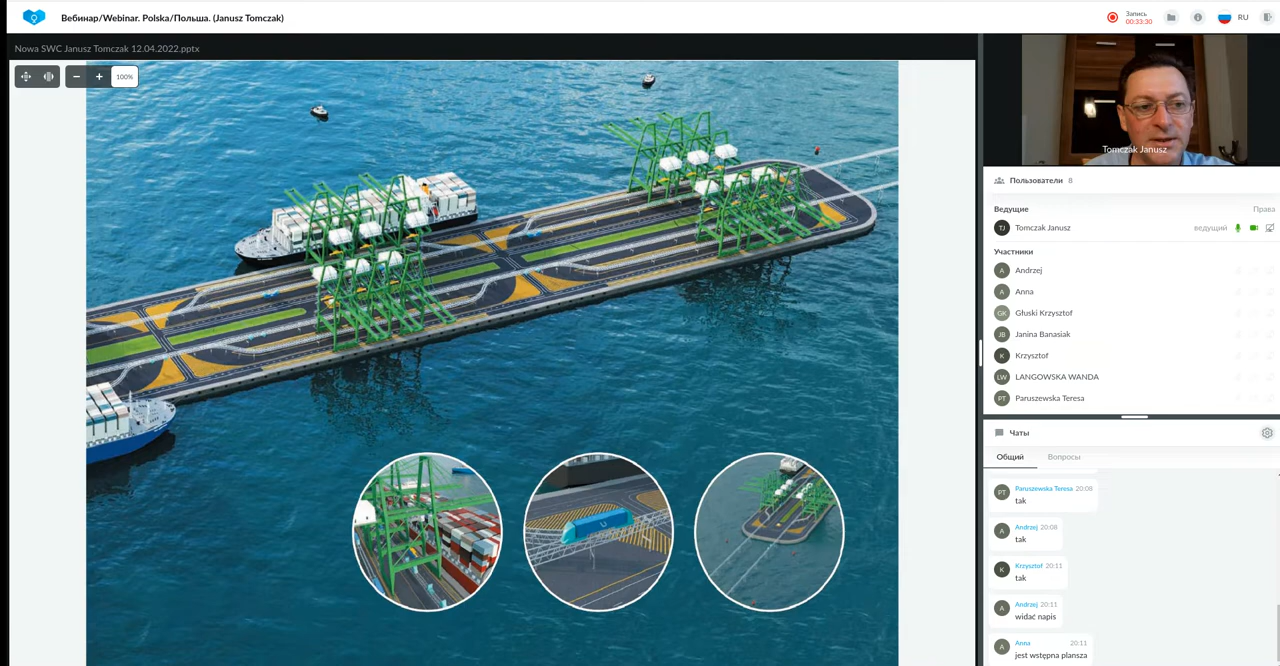 Вебинар/Webinar. Polska/Польша. (Janusz Tomczak)
Запись
00:33:30
RU
Nowa SWC Janusz Tomczak 12.04.2022.pptx
100%
Tomczak Janusz
Пользователи 8
Ведущие Права
TJ Tomczak Janusz ведущий
Участники
A Andrzej
A Anna
GK Głuski Krzysztof
JB Janina Banasiak
K Krzysztof
LW LANGOWSKA WANDA
PT Paruszewska Teresa
Чаты
Общий Вопросы
PT Paruszewska Teresa 20:08
tak
A Andrzej 20:08
tak
K Krzysztof 20:11
tak
A Andrzej 20:11
widać napis
A Anna 20:11
jest wstępna plansza